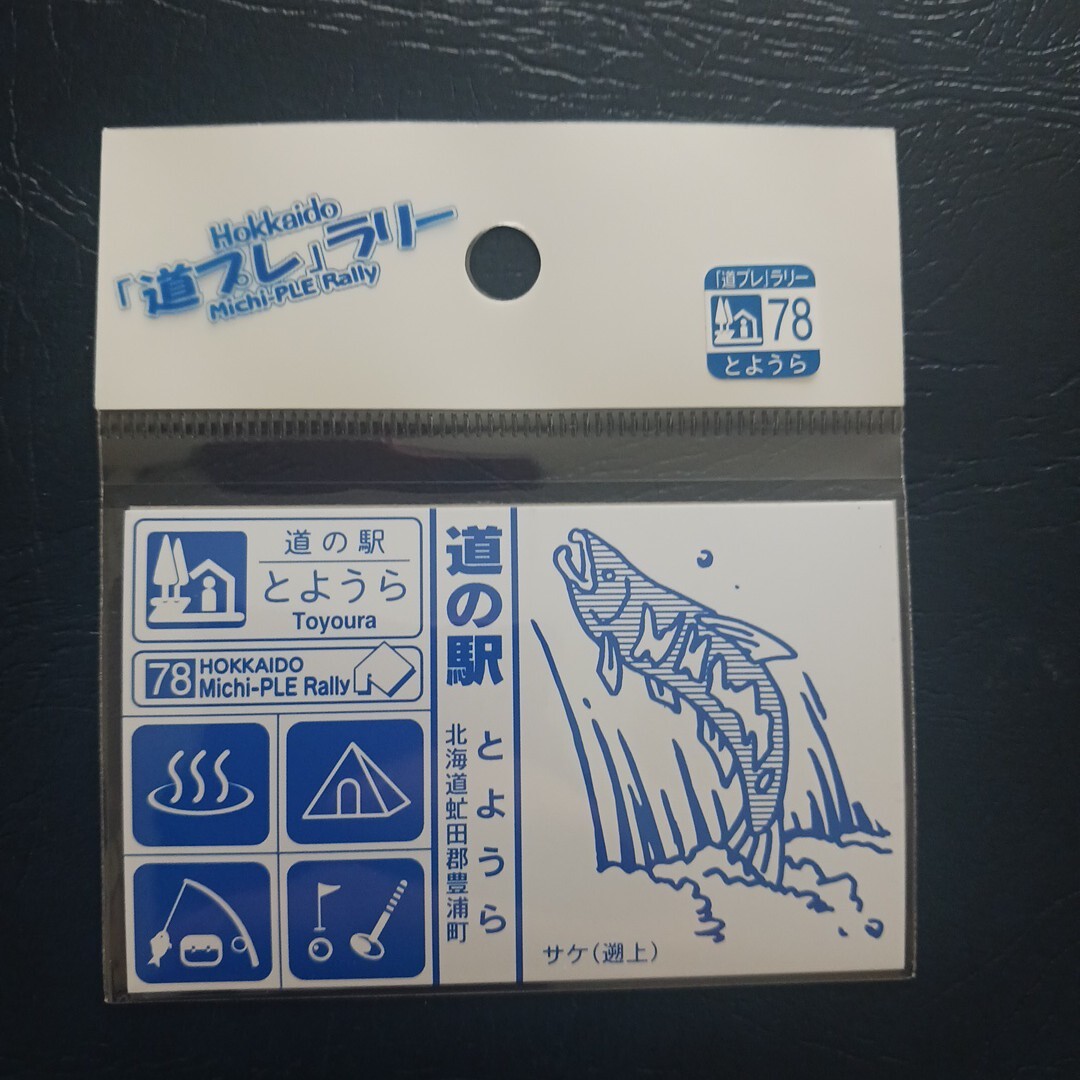 Hokkaido
「道プレ」ラリー
Michi-PLE Rally
「道プレ」ラリー
78
とようら
道の駅
とようら
Toyoura
78 HOKKAIDO
Michi-PLE Rally
道の駅
とようら
北海道虻田郡豊浦町
サケ(遡上)